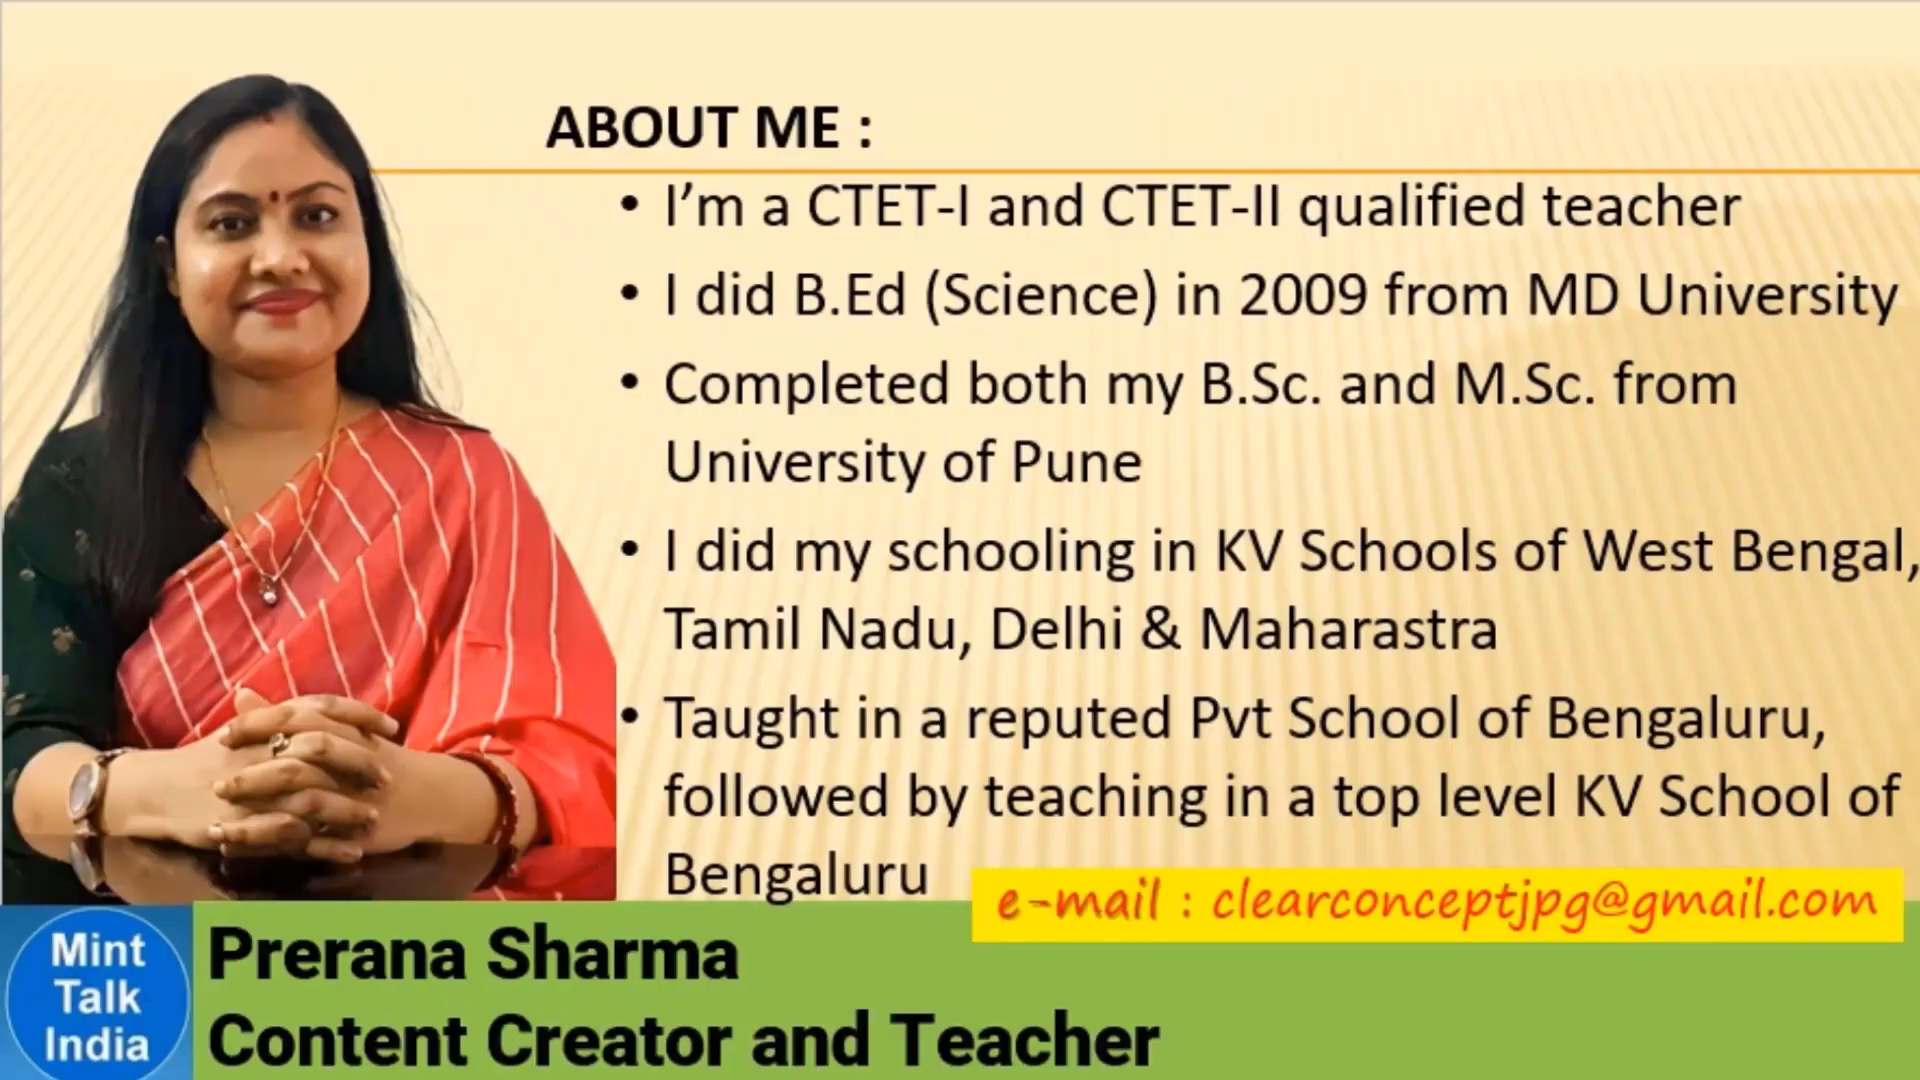 ABOUT ME :
• I’m a CTET-I and CTET-II qualified teacher
• I did B.Ed (Science) in 2009 from MD University
• Completed both my B.Sc. and M.Sc. from
University of Pune
• I did my schooling in KV Schools of West Bengal,
Tamil Nadu, Delhi & Maharastra
• Taught in a reputed Pvt School of Bengaluru,
followed by teaching in a top level KV School of
Bengaluru
e-mail : clearconceptjpg@gmail.com
Mint
Talk
India
Prerana Sharma
Content Creator and Teacher